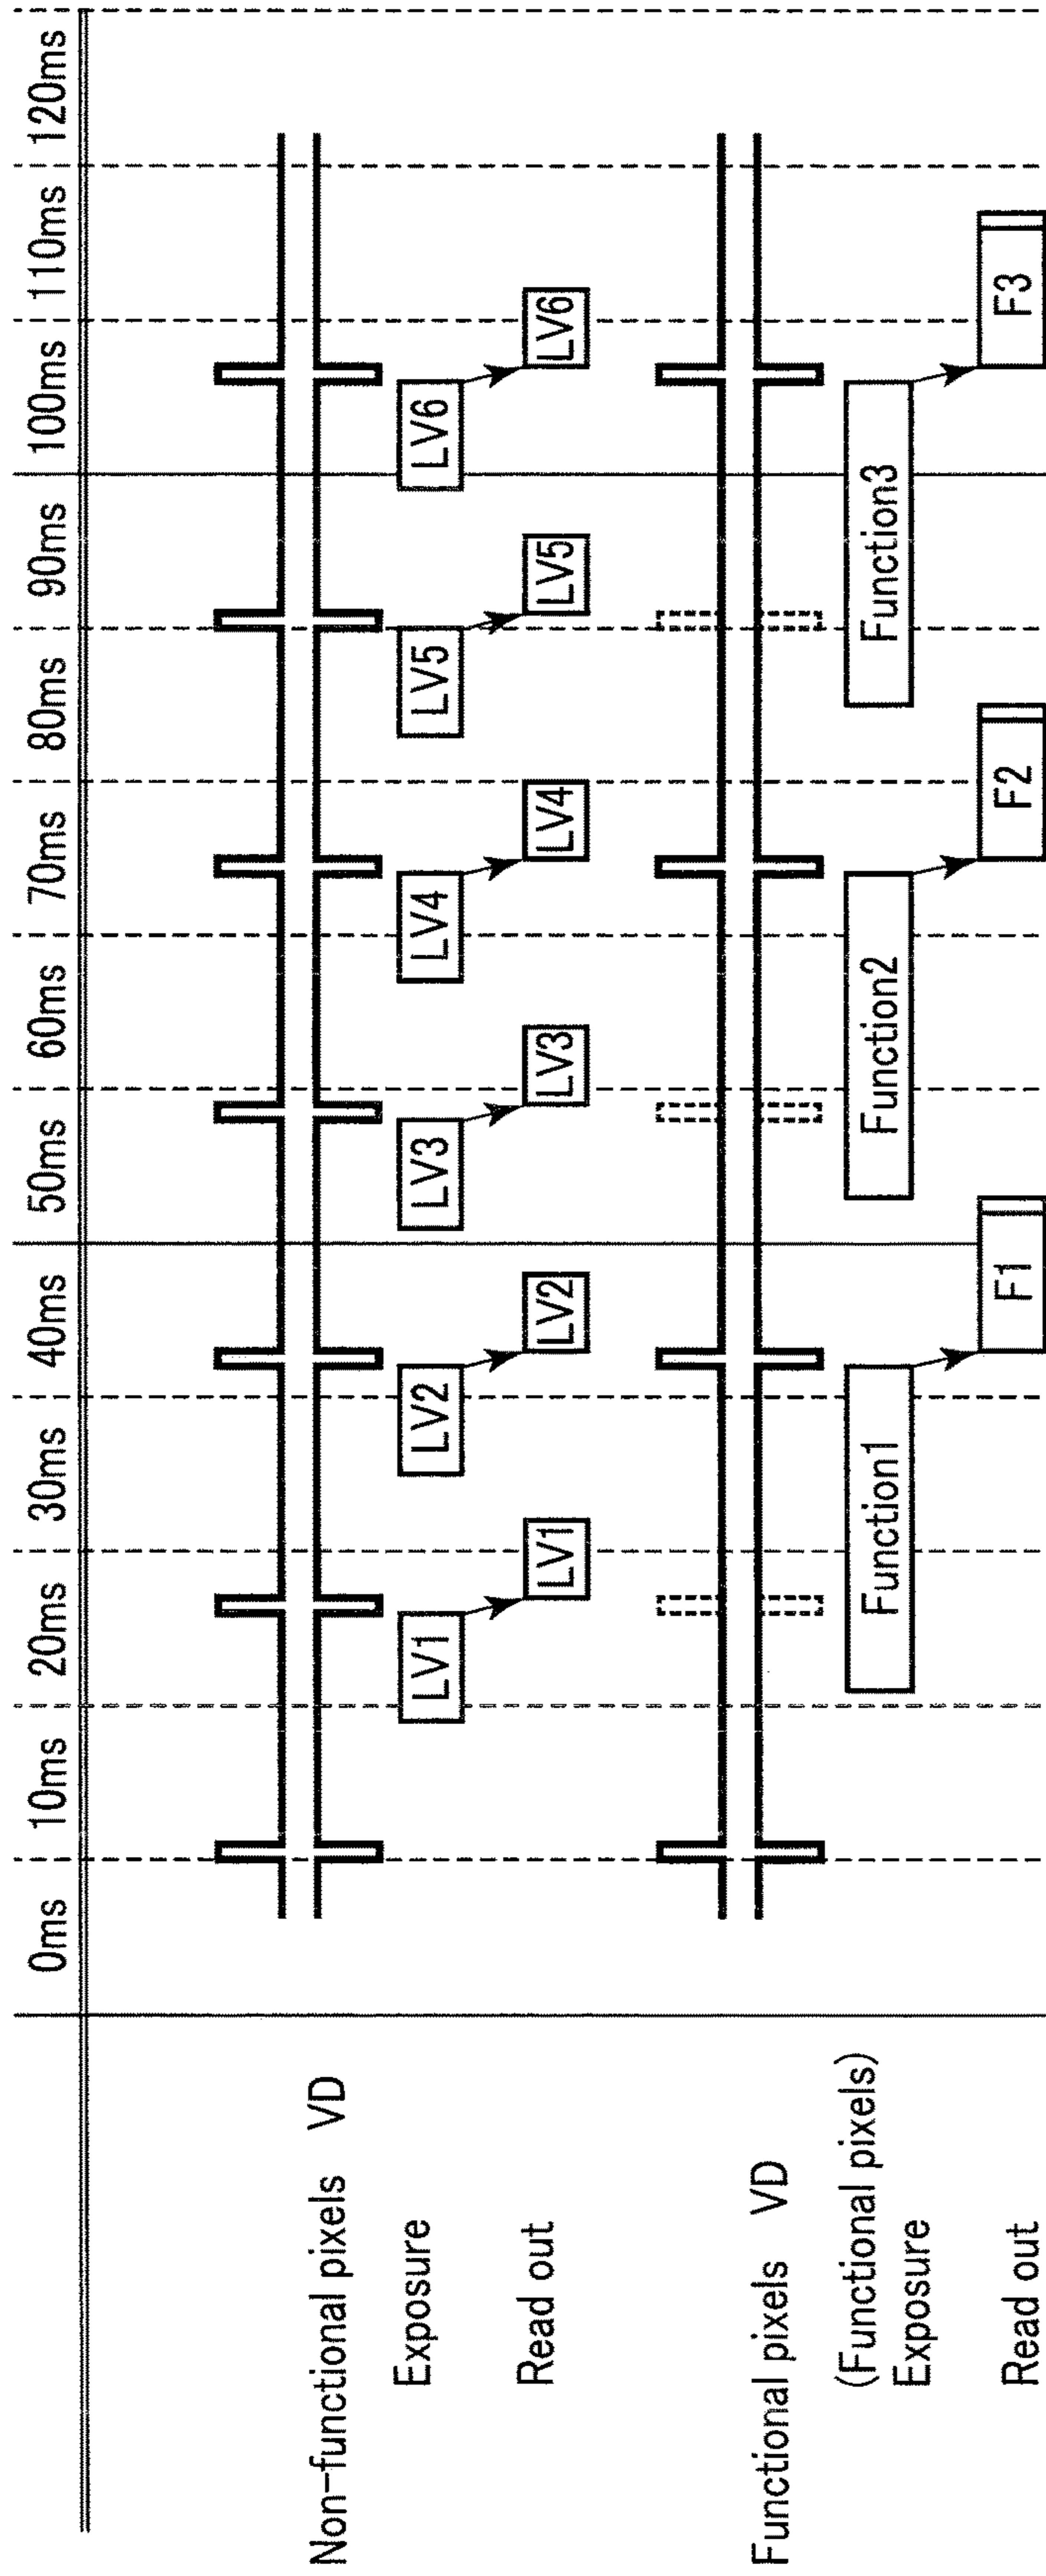 0ms 10ms 20ms 30ms 40ms 50ms 60ms 70ms 80ms 90ms 100ms 110ms 120ms
Non-functional pixels VD
Exposure LV1 LV2 LV3 LV4 LV5 LV6
Read out LV1 LV2 LV3 LV4 LV5 LV6
Functional pixels VD
(Functional pixels)
Exposure Function1 Function2 Function3
Read out F1 F2 F3